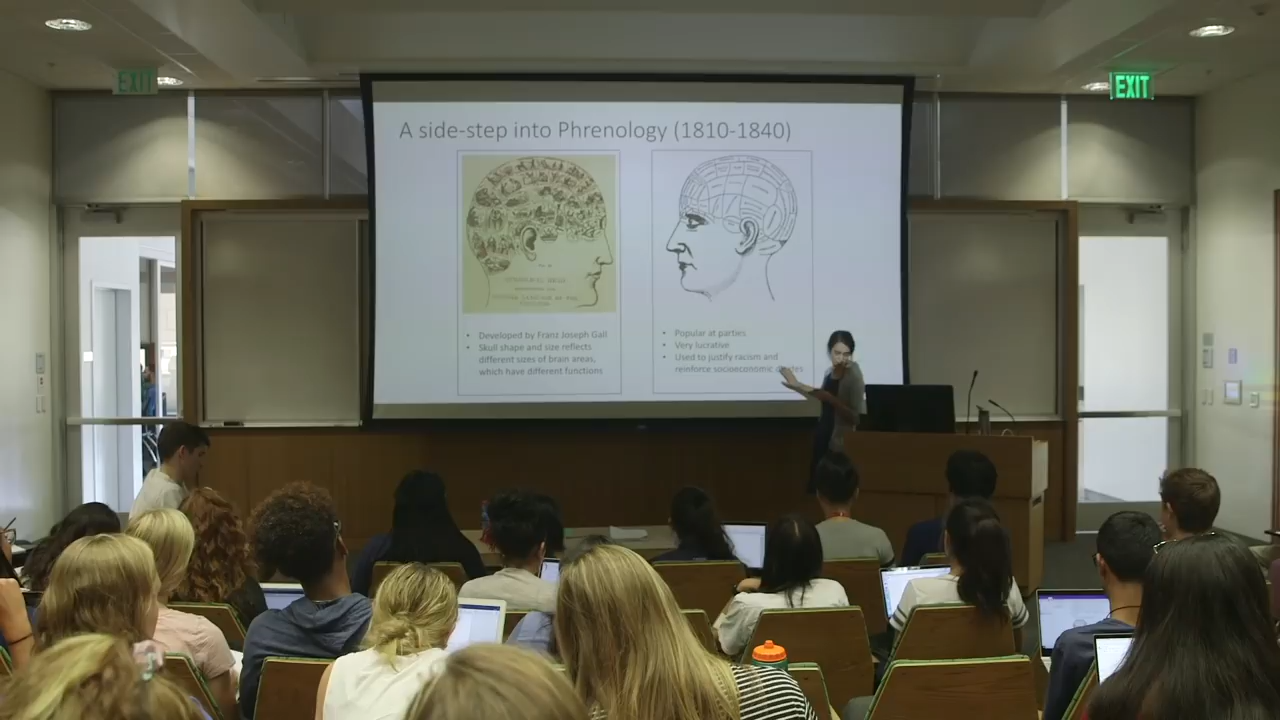 EXIT
EXIT
A side-step into Phrenology (1810-1840)
• Developed by Franz Joseph Gall
• Skull shape and size reflects
different sizes of brain areas,
which have different functions
• Popular at parties
• Very lucrative
• Used to justify racism and
reinforce socioeconomic